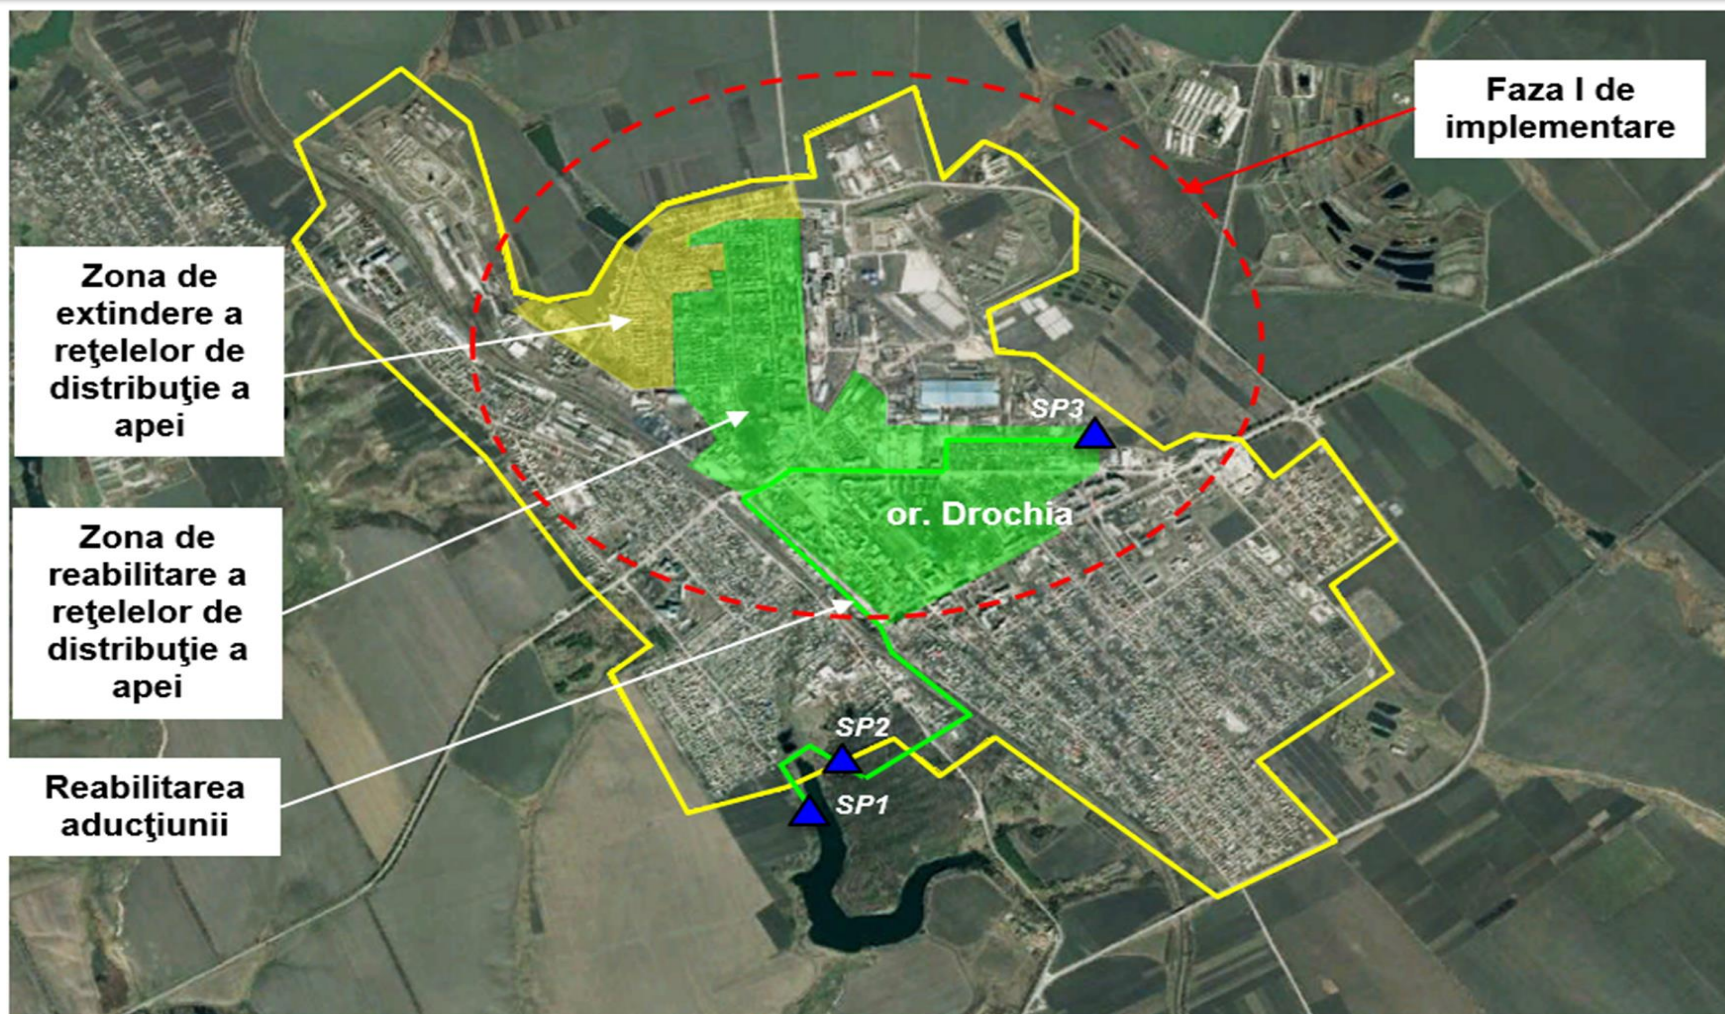 Faza I de
implementare
Zona de
extindere a
reţelelor de
distribuţie a
apei
SP3
or. Drochia
Zona de
reabilitare a
reţelelor de
distribuţie a
apei
SP2
Reabilitarea
aducţiunii
SP1